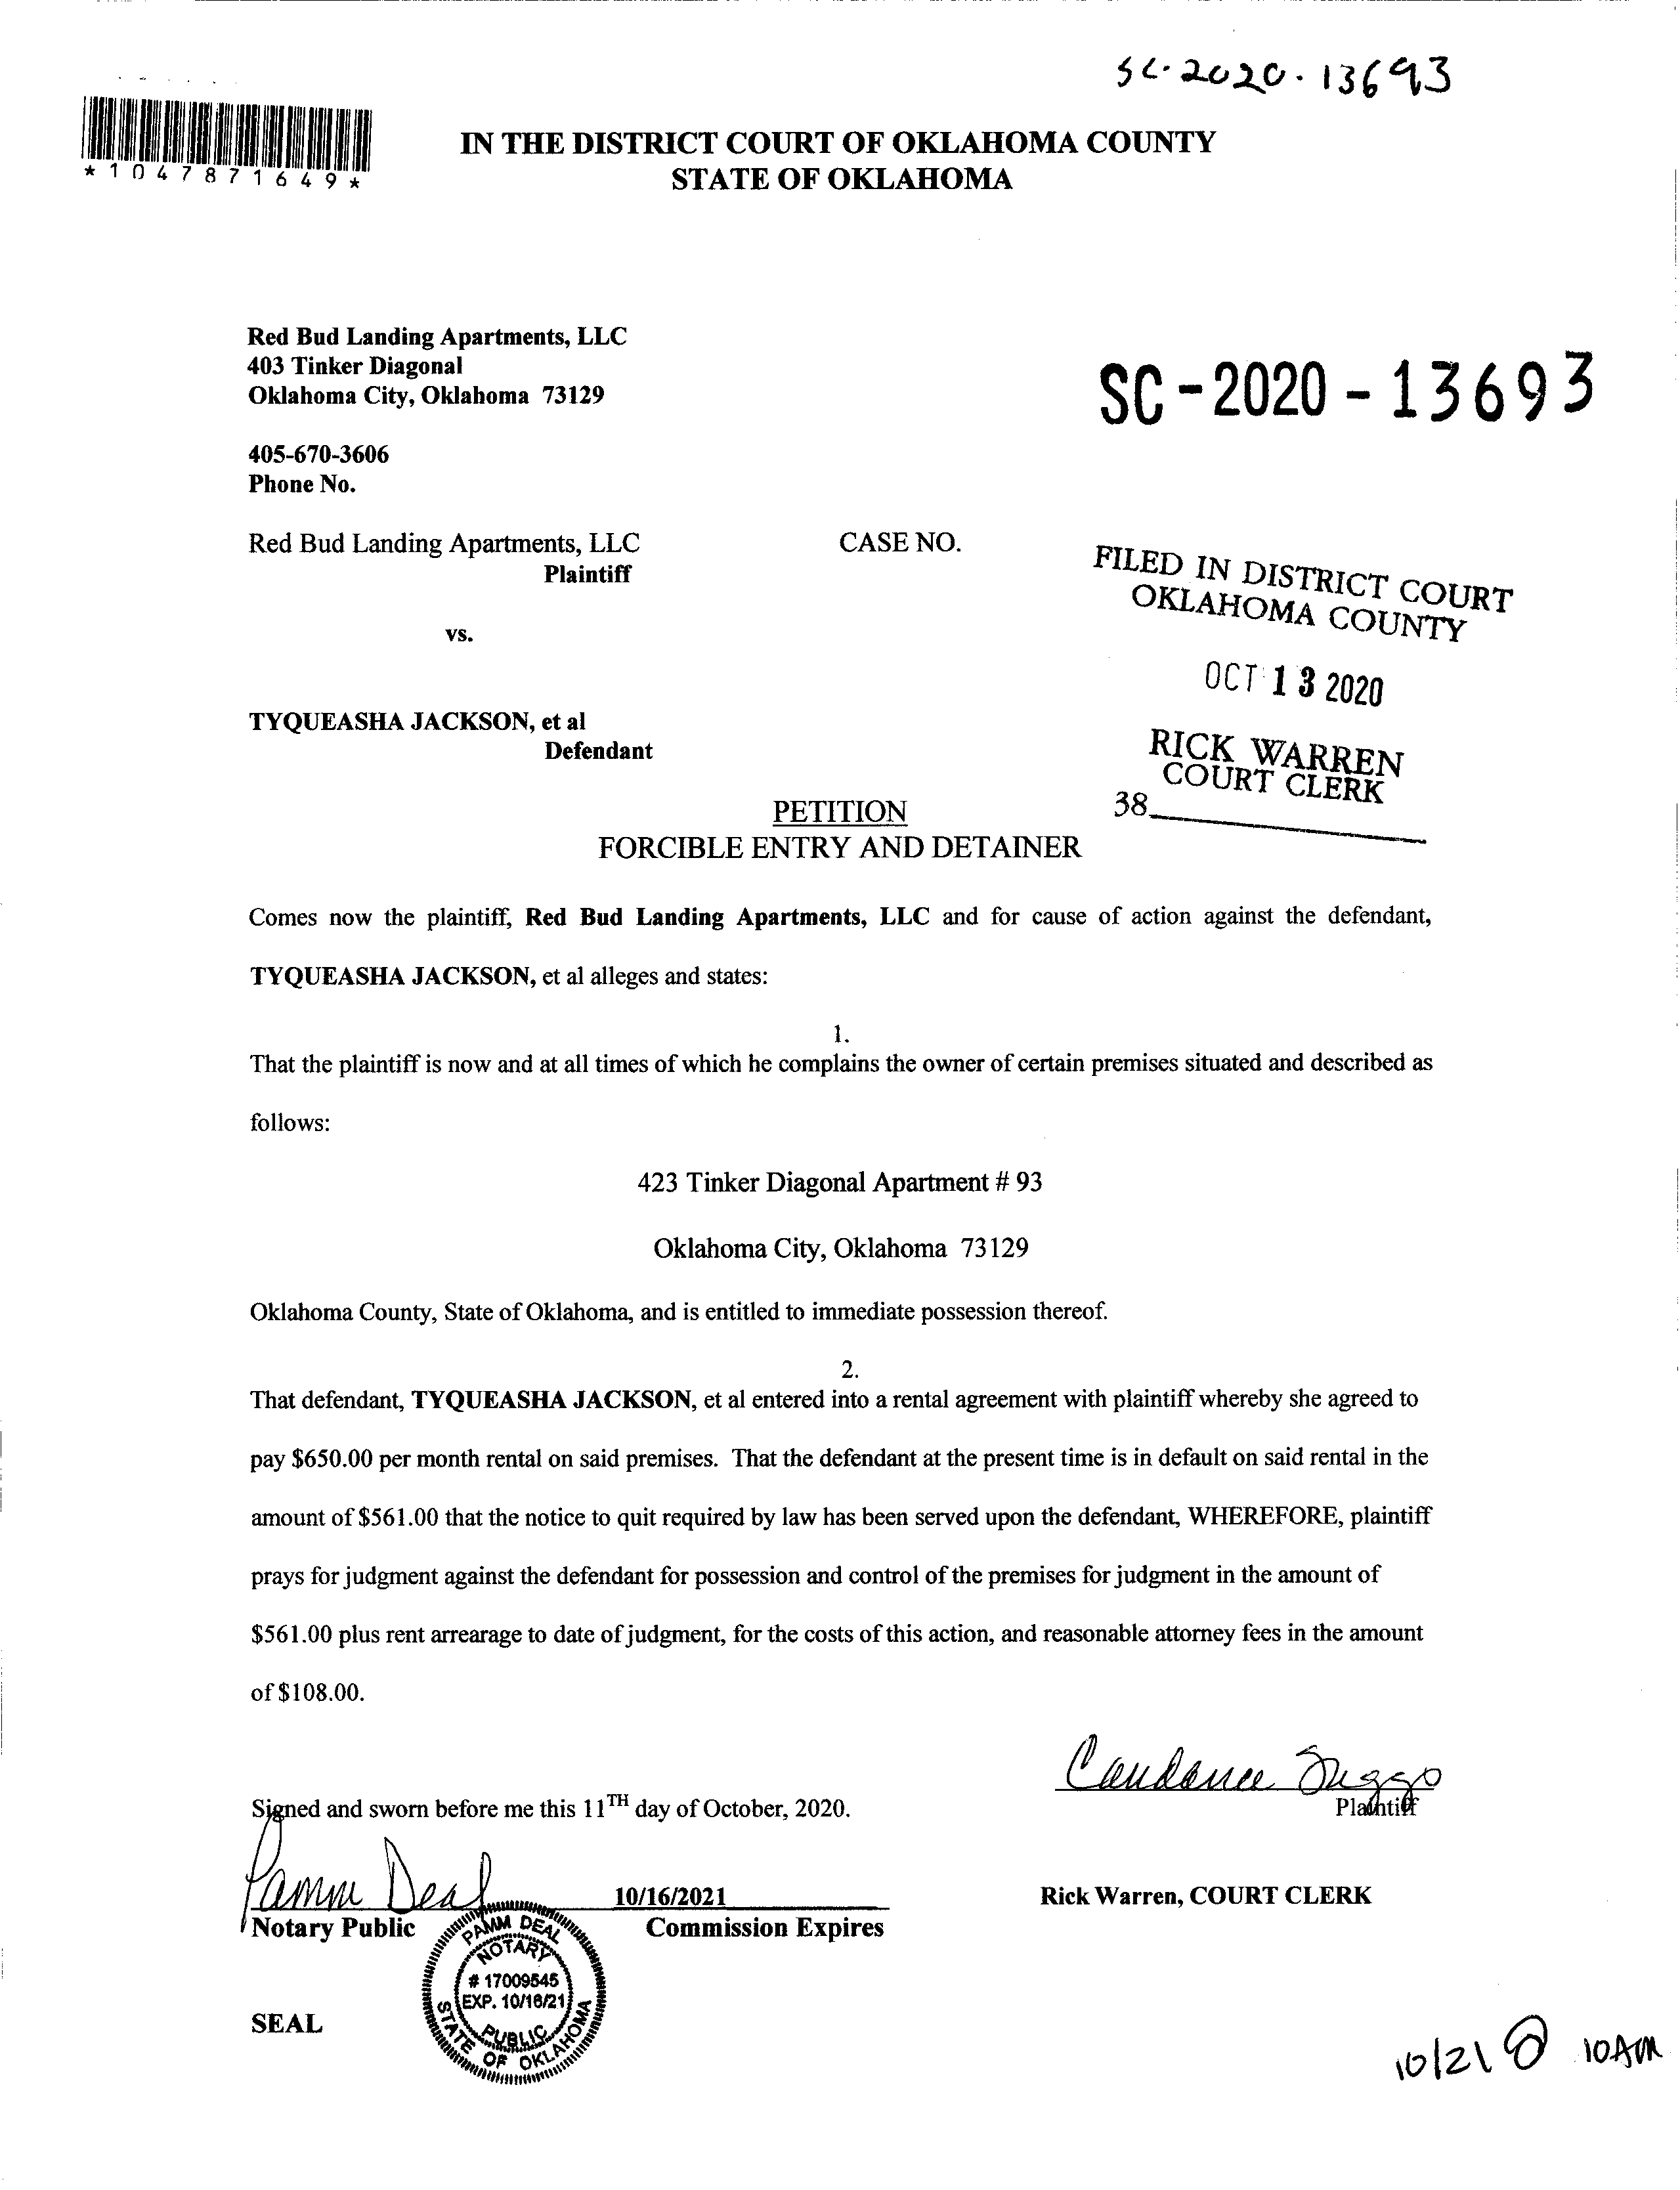 SC-2020-13693
*1047871649*
IN THE DISTRICT COURT OF OKLAHOMA COUNTY
STATE OF OKLAHOMA
Red Bud Landing Apartments, LLC
403 Tinker Diagonal
Oklahoma City, Oklahoma 73129
SC-2020-13693
405-670-3606
Phone No.
Red Bud Landing Apartments, LLC
Plaintiff
CASE NO.
FILED IN DISTRICT COURT
OKLAHOMA COUNTY
vs.
OCT 13 2020
TYQUEASHA JACKSON, et al
Defendant
RICK WARREN
COURT CLERK
38
PETITION
FORCIBLE ENTRY AND DETAINER
Comes now the plaintiff, Red Bud Landing Apartments, LLC and for cause of action against the defendant,
TYQUEASHA JACKSON, et al alleges and states:
1.
That the plaintiff is now and at all times of which he complains the owner of certain premises situated and described as
follows:
423 Tinker Diagonal Apartment # 93
Oklahoma City, Oklahoma 73129
Oklahoma County, State of Oklahoma, and is entitled to immediate possession thereof.
2.
That defendant, TYQUEASHA JACKSON, et al entered into a rental agreement with plaintiff whereby she agreed to
pay $650.00 per month rental on said premises. That the defendant at the present time is in default on said rental in the
amount of $561.00 that the notice to quit required by law has been served upon the defendant, WHEREFORE, plaintiff
prays for judgment against the defendant for possession and control of the premises for judgment in the amount of
$561.00 plus rent arrearage to date of judgment, for the costs of this action, and reasonable attorney fees in the amount
of $108.00.
Candance Suggs
Plaintiff
Signed and sworn before me this 11TH day of October, 2020.
Pamm Deal
10/16/2021
Rick Warren, COURT CLERK
Notary Public
Commission Expires
PAMM DEAL
NOTARY
# 17009545
EXP. 10/16/21
PUBLIC
STATE OF OKLAHOMA
SEAL
10/21 @ 10AM